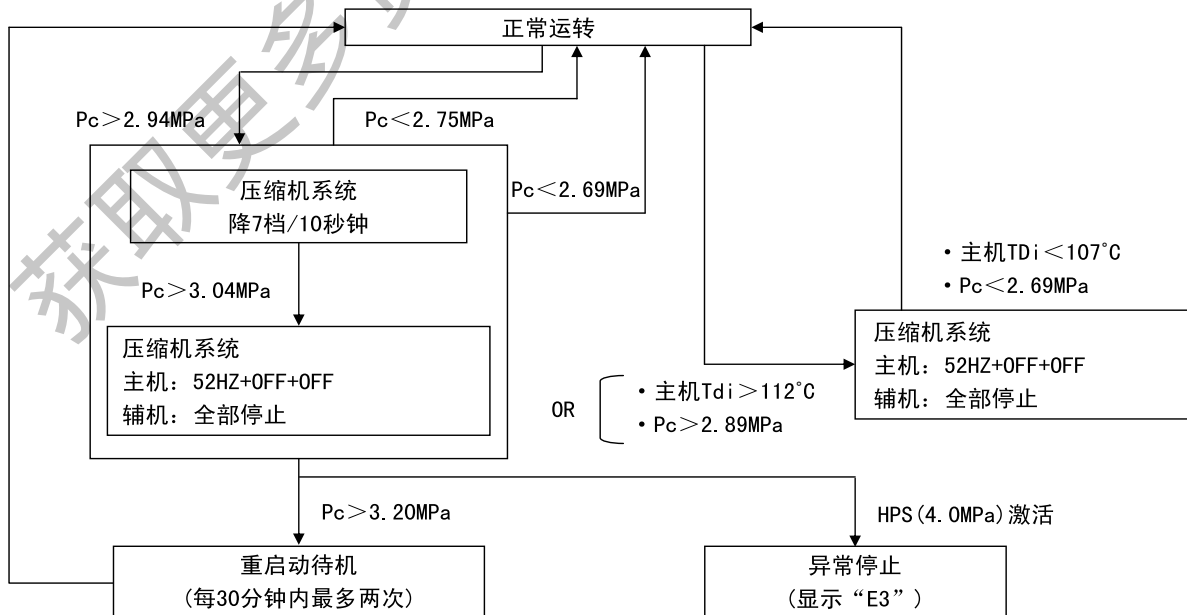 正常运转
Pc＞2.94MPa
Pc＜2.75MPa
Pc＜2.69MPa
压缩机系统
降7档/10秒钟
Pc＞3.04MPa
压缩机系统
主机：52HZ+OFF+OFF
辅机：全部停止
・主机TDi＜107℃
・Pc＜2.69MPa
压缩机系统
主机：52HZ+OFF+OFF
辅机：全部停止
OR
・主机Tdi＞112℃
・Pc＞2.89MPa
Pc＞3.20MPa
HPS(4.0MPa)激活
重启动待机
(每30分钟内最多两次)
异常停止
(显示“E3”)
获取更多